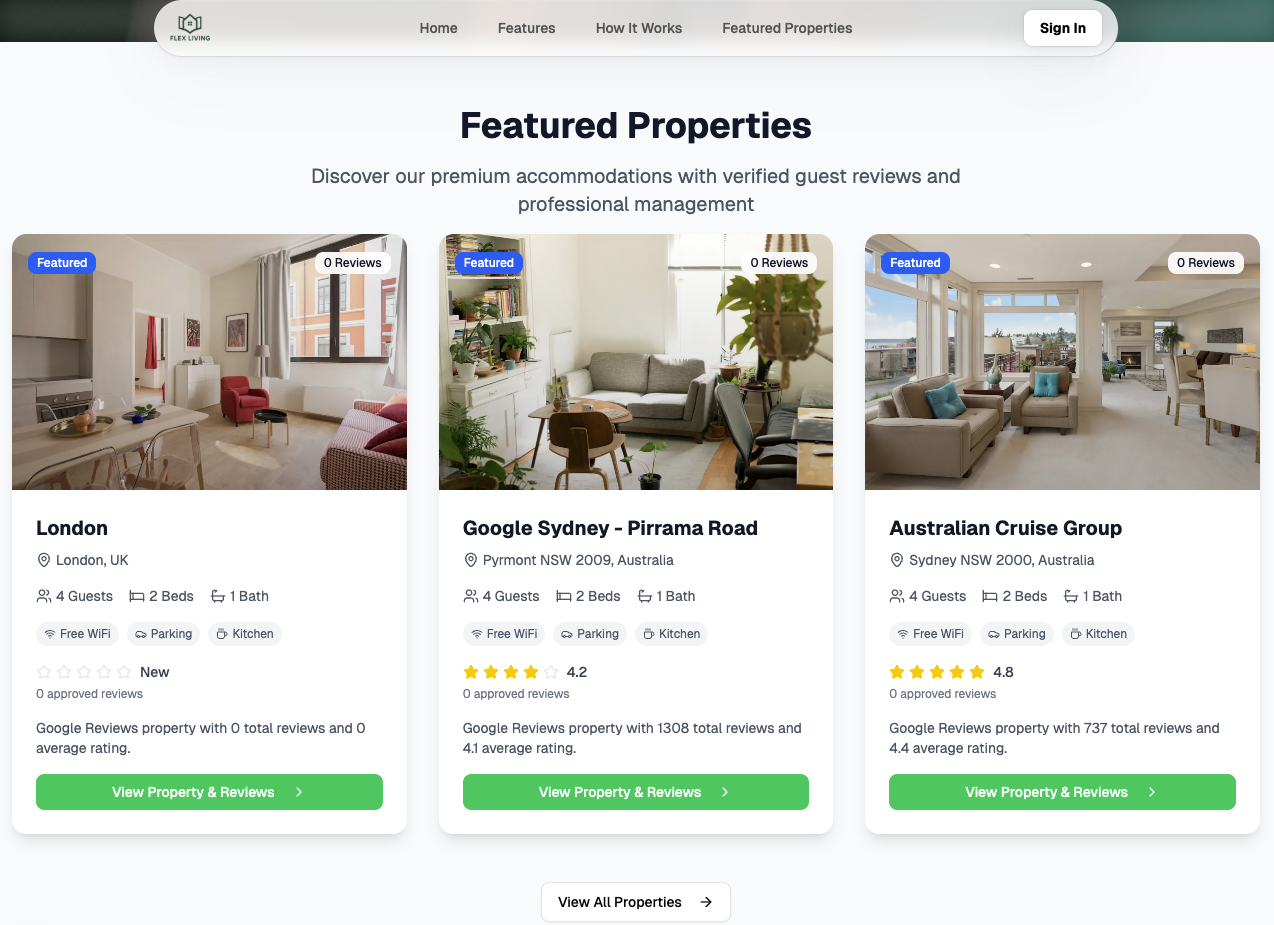 FLEX LIVING
Home
Features
How It Works
Featured Properties
Sign In
Featured Properties
Discover our premium accommodations with verified guest reviews and
professional management
Featured
0 Reviews
London
London, UK
4 Guests
2 Beds
1 Bath
Free WiFi
Parking
Kitchen
New
0 approved reviews
Google Reviews property with 0 total reviews and 0
average rating.
View Property & Reviews
Featured
0 Reviews
Google Sydney - Pirrama Road
Pyrmont NSW 2009, Australia
4 Guests
2 Beds
1 Bath
Free WiFi
Parking
Kitchen
4.2
0 approved reviews
Google Reviews property with 1308 total reviews and
4.1 average rating.
View Property & Reviews
Featured
0 Reviews
Australian Cruise Group
Sydney NSW 2000, Australia
4 Guests
2 Beds
1 Bath
Free WiFi
Parking
Kitchen
4.8
0 approved reviews
Google Reviews property with 737 total reviews and
4.4 average rating.
View Property & Reviews
View All Properties